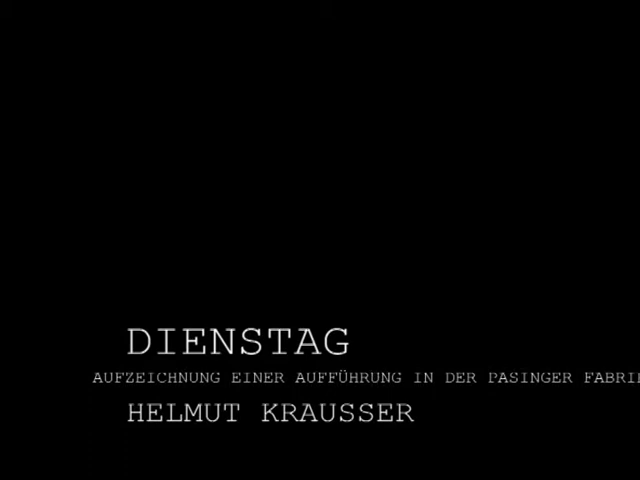 DIENSTAG
AUFZEICHNUNG EINER AUFFÜHRUNG IN DER PASINGER FABRI
HELMUT KRAUSSER